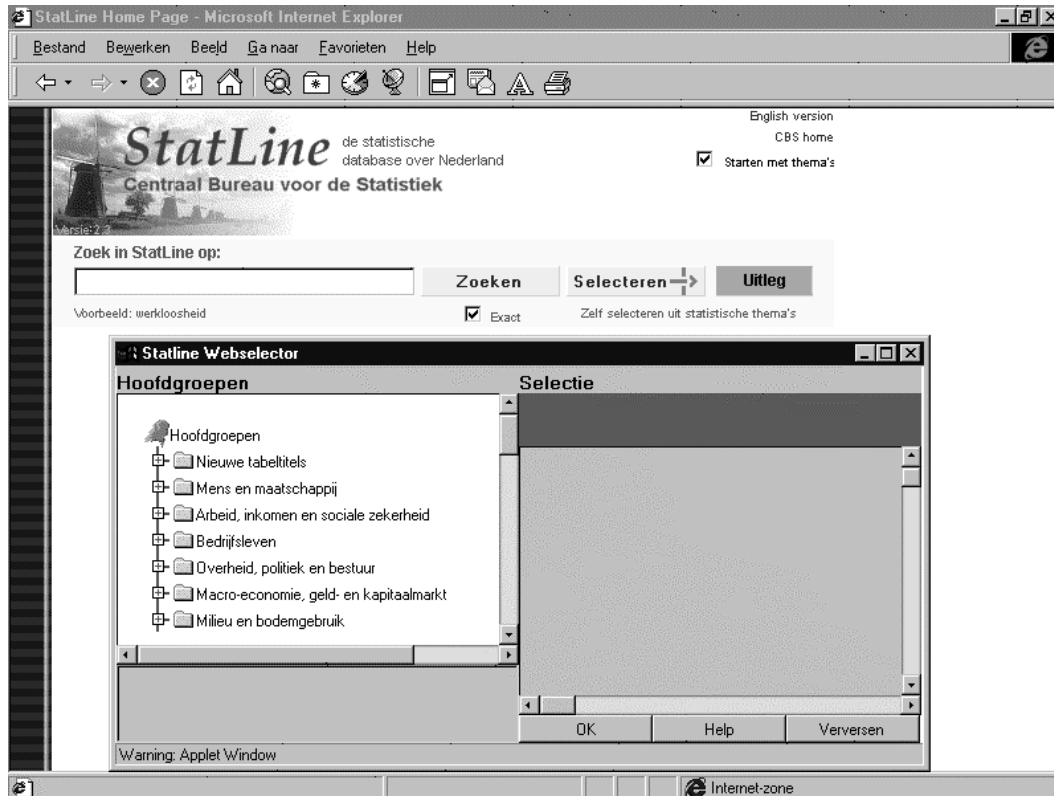 StatLine Home Page - Microsoft Internet Explorer
Bestand Bewerken Beeld Ga naar Favorieten Help
English version
CBS home
Starten met thema's
StatLine de statistische
database over Nederland
Centraal Bureau voor de Statistiek
Versie:2.3
Zoek in StatLine op:
Zoeken Selecteren Uitleg
Voorbeeld: werkloosheid Exact Zelf selecteren uit statistische thema's
Statline Webselector
Hoofdgroepen Selectie
Hoofdgroepen
Nieuwe tabeltitels
Mens en maatschappij
Arbeid, inkomen en sociale zekerheid
Bedrijfsleven
Overheid, politiek en bestuur
Macro-economie, geld- en kapitaalmarkt
Milieu en bodemgebruik
OK Help Verversen
Warning: Applet Window
Internet-zone